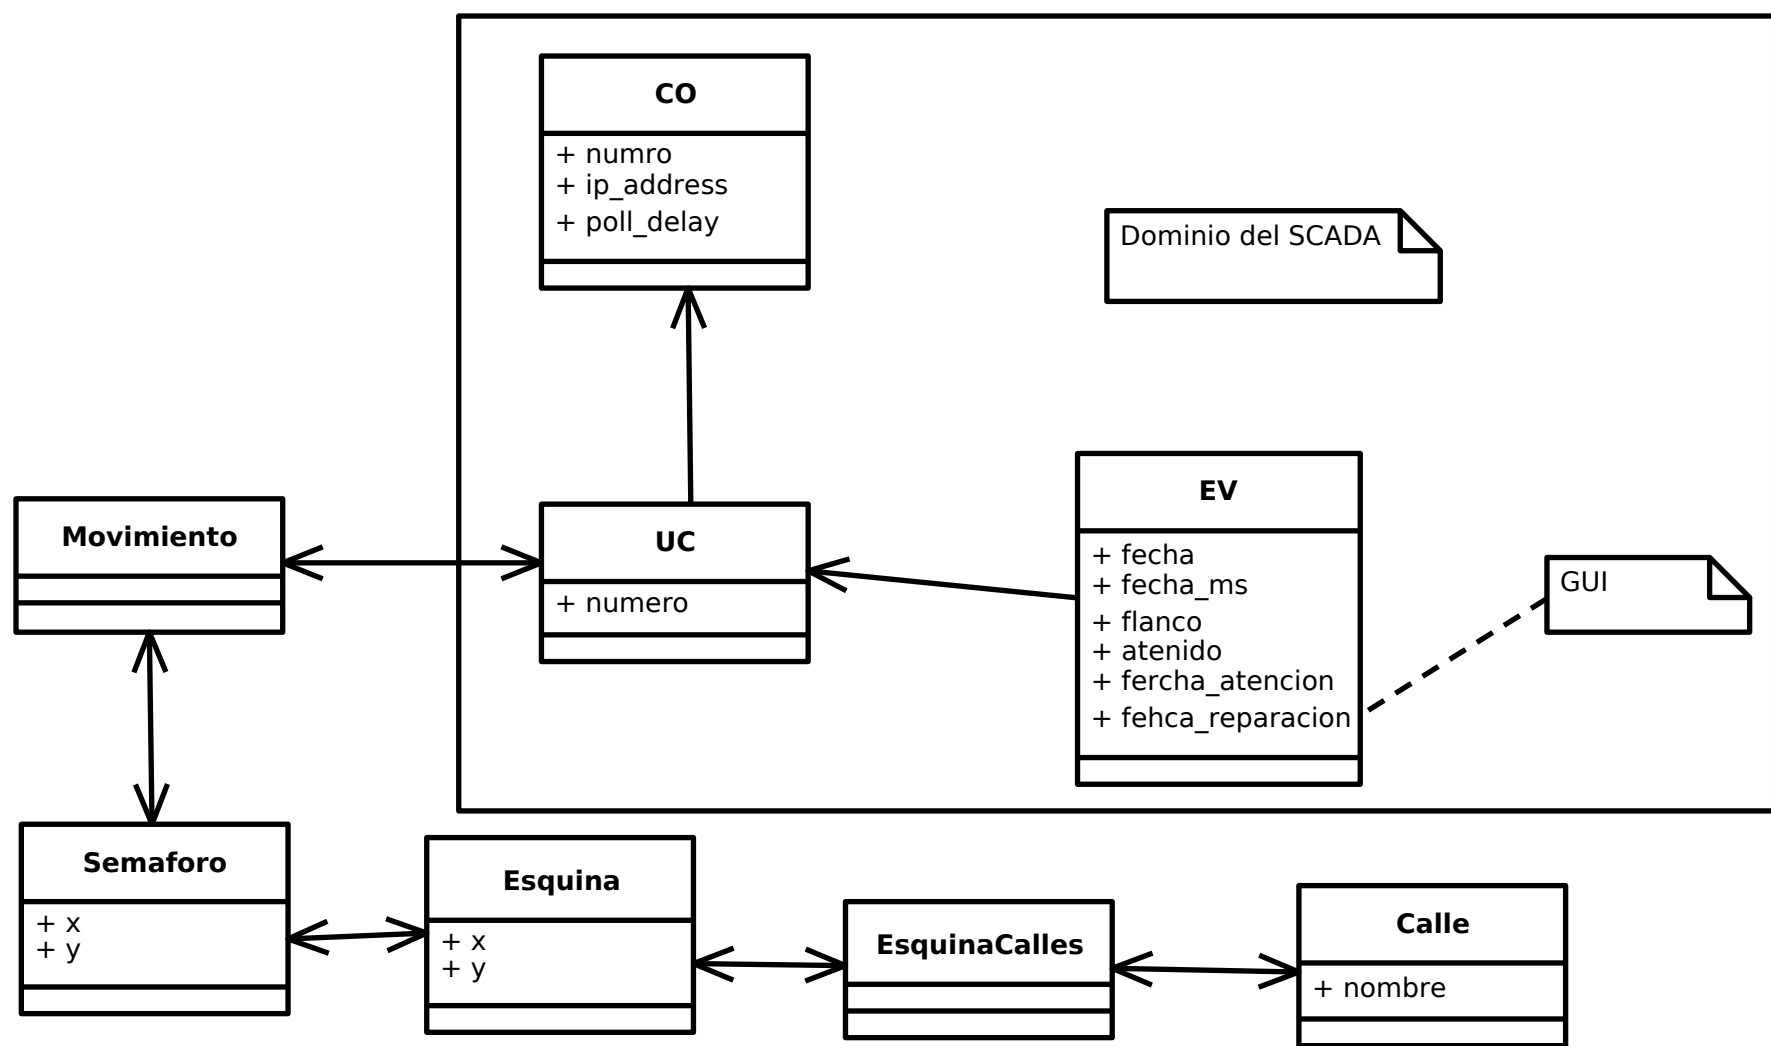 CO
+ numro
+ ip_address
+ poll_delay
Dominio del SCADA
Movimiento
UC
+ numero
EV
+ fecha
+ fecha_ms
+ flanco
+ atenido
+ fercha_atencion
+ fehca_reparacion
GUI
Semaforo
+ x
+ y
Esquina
+ x
+ y
EsquinaCalles
Calle
+ nombre